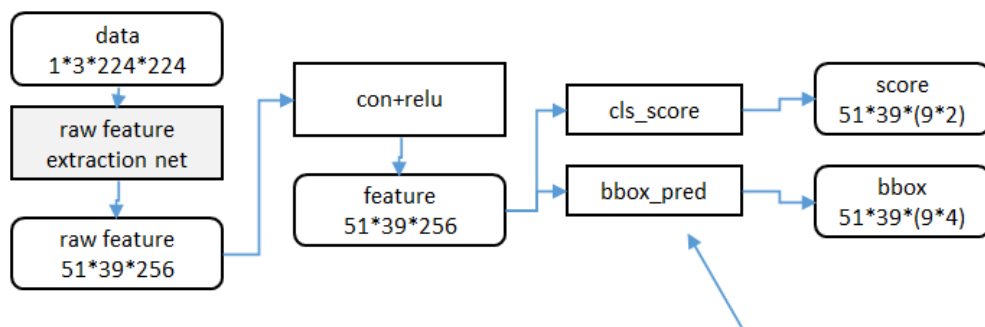 data
1*3*224*224
raw feature
extraction net
raw feature
51*39*256
con+relu
feature
51*39*256
cls_score
bbox_pred
score
51*39*(9*2)
bbox
51*39*(9*4)